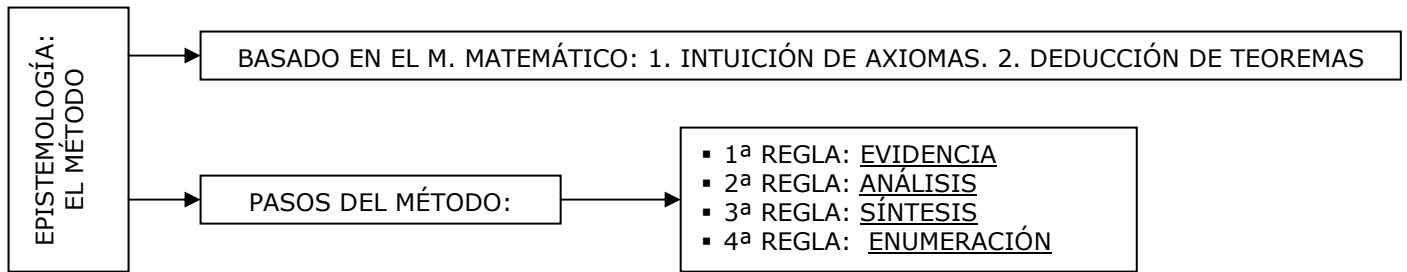 EPISTEMOLOGÍA:
EL MÉTODO
BASADO EN EL M. MATEMÁTICO: 1. INTUICIÓN DE AXIOMAS. 2. DEDUCCIÓN DE TEOREMAS
PASOS DEL MÉTODO:
▪ 1ª REGLA: EVIDENCIA
▪ 2ª REGLA: ANÁLISIS
▪ 3ª REGLA: SÍNTESIS
▪ 4ª REGLA: ENUMERACIÓN